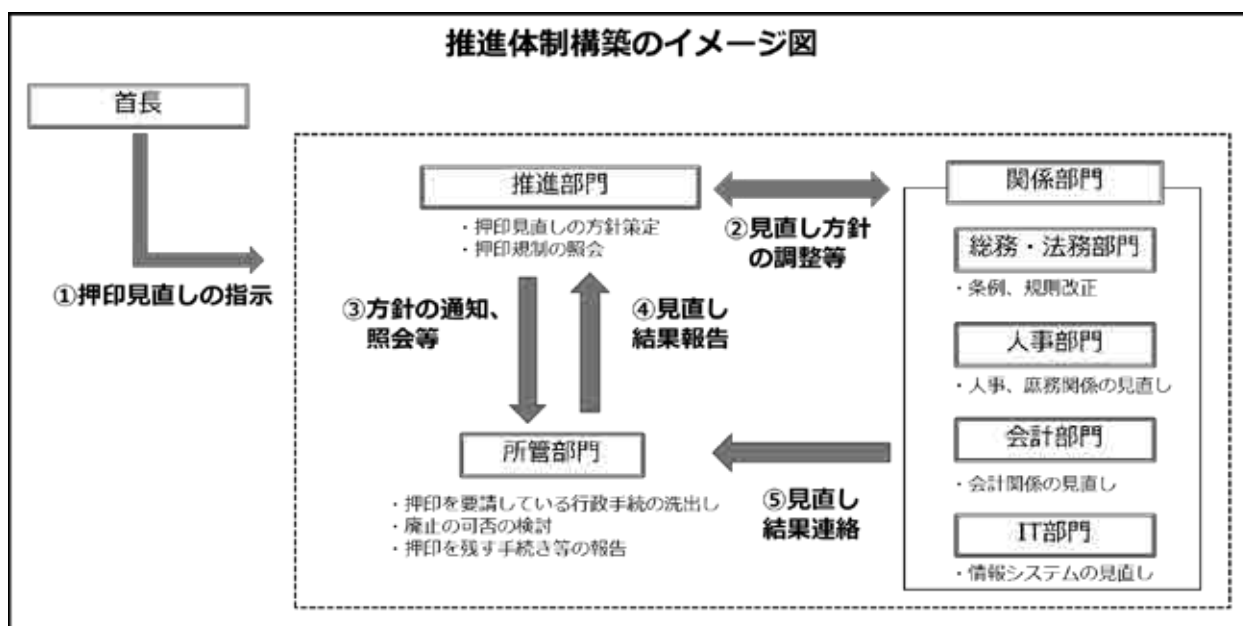 推進体制構築のイメージ図
首長
①押印見直しの指示
推進部門
・押印見直しの方針策定
・押印規制の照会
②見直し方針
の調整等
関係部門
総務・法務部門
・条例、規則改正
人事部門
・人事、庶務関係の見直し
会計部門
・会計関係の見直し
IT部門
・情報システムの見直し
③方針の通知、
照会等
④見直し
結果報告
所管部門
・押印を要請している行政手続の洗出し
・廃止の可否の検討
・押印を残す手続き等の報告
⑤見直し
結果連絡